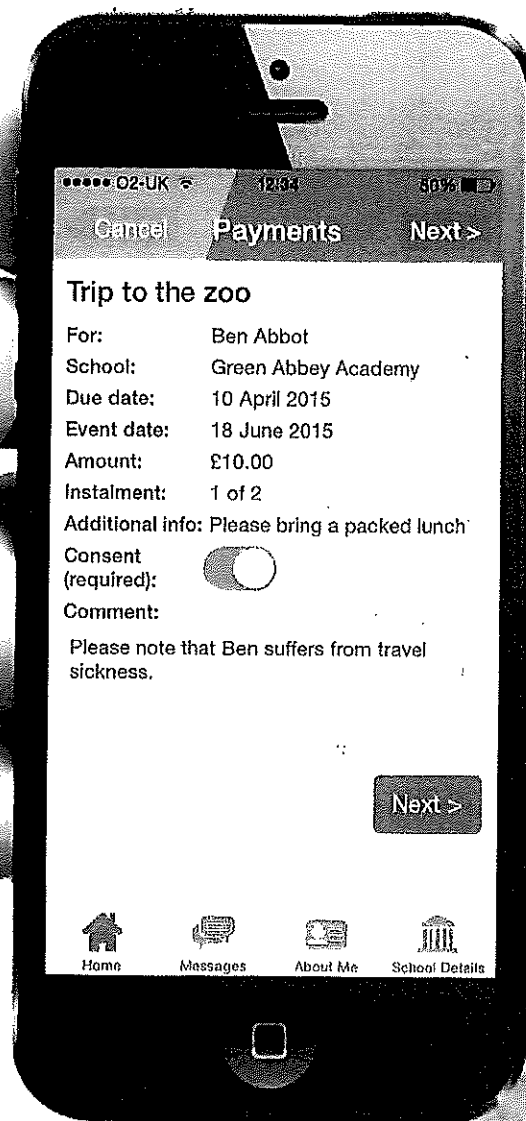 O2-UK 12:34 50%
Cancel Payments Next >
Trip to the zoo
For: Ben Abbot
School: Green Abbey Academy
Due date: 10 April 2015
Event date: 18 June 2015
Amount: £10.00
Instalment: 1 of 2
Additional info: Please bring a packed lunch
Consent
(required):
Comment:
Please note that Ben suffers from travel
sickness.
Next >
Home Messages About Me School Details